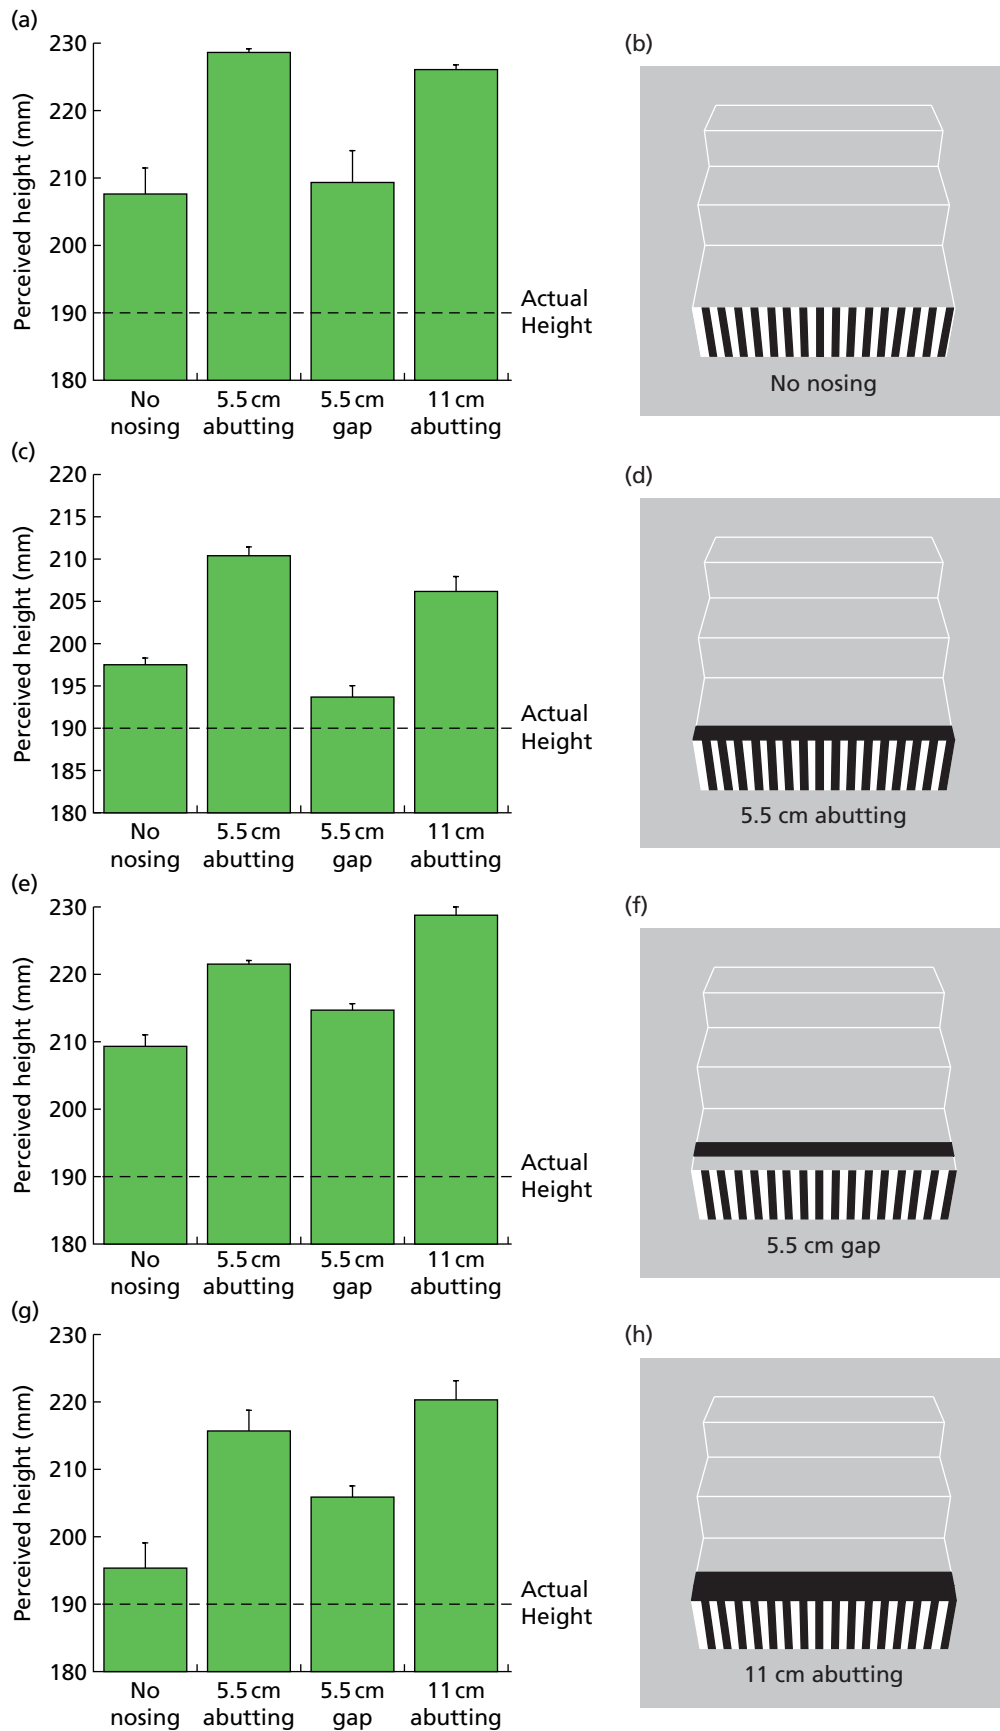 (a)
230
220
210
200
190
180
Perceived height (mm)
Actual
Height
No
nosing
5.5 cm
abutting
5.5 cm
gap
11 cm
abutting
(b)
No nosing
(c)
220
215
210
205
200
195
190
185
180
Perceived height (mm)
Actual
Height
No
nosing
5.5 cm
abutting
5.5 cm
gap
11 cm
abutting
(d)
5.5 cm abutting
(e)
230
220
210
200
190
180
Perceived height (mm)
Actual
Height
No
nosing
5.5 cm
abutting
5.5 cm
gap
11 cm
abutting
(f)
5.5 cm gap
(g)
230
220
210
200
190
180
Perceived height (mm)
Actual
Height
No
nosing
5.5 cm
abutting
5.5 cm
gap
11 cm
abutting
(h)
11 cm abutting